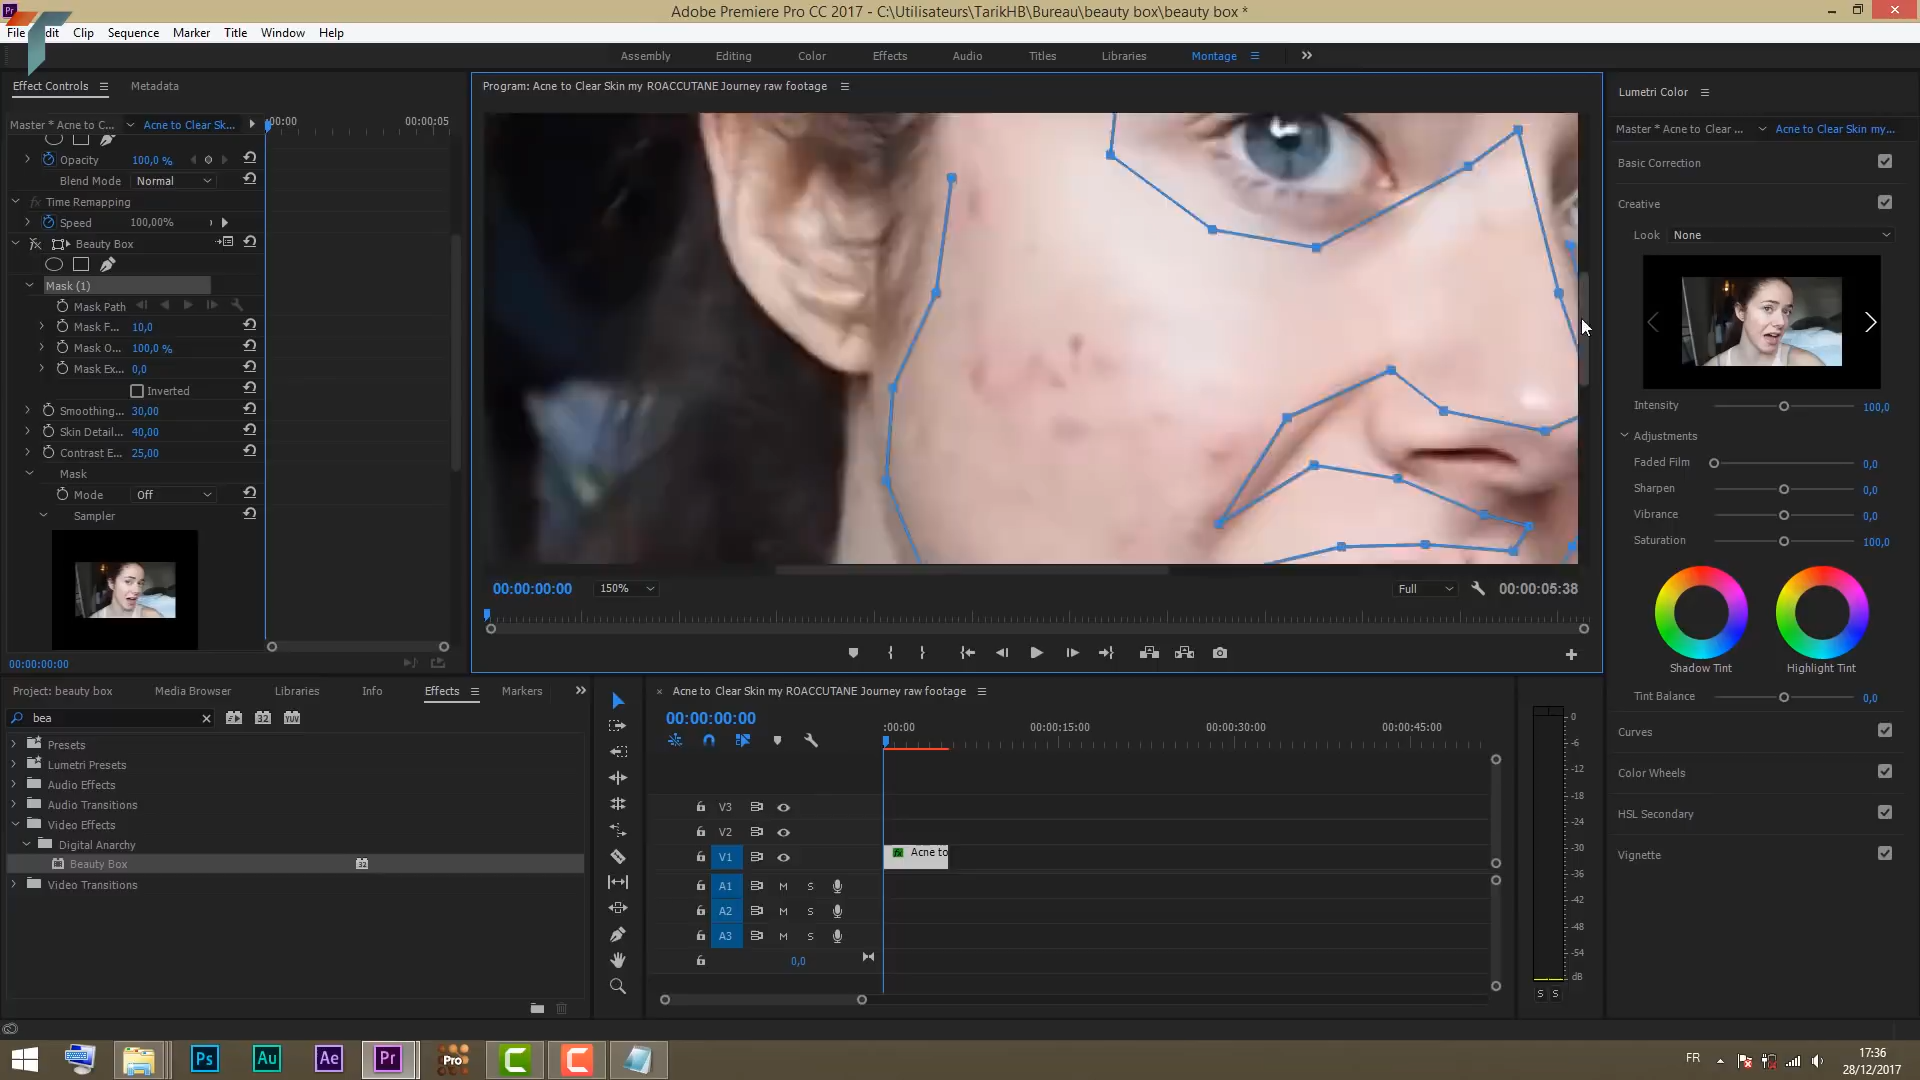 Adobe Premiere Pro CC 2017 - C:\Utilisateurs\TarikHB\Bureau\beauty box\beauty box *
File Edit Clip Sequence Marker Title Window Help
Assembly Editing Color Effects Audio Titles Libraries Montage
Effect Controls Metadata
Master * Acne to C... Acne to Clear Sk...
:00:00 00:00:05
Opacity 100,0 %
Blend Mode Normal
Time Remapping
Speed 100,00%
Beauty Box
Mask (1)
Mask Path
Mask F... 10,0
Mask O... 100,0 %
Mask Ex... 0,0
Inverted
Smoothing... 30,00
Skin Detail... 40,00
Contrast E... 25,00
Mask
Mode Off
Sampler
00:00:00:00
Program: Acne to Clear Skin my ROACCUTANE Journey raw footage
00:00:00:00 150% Full 00:00:05:38
Lumetri Color
Master * Acne to Clear ... Acne to Clear Skin my...
Basic Correction
Creative
Look None
Intensity 100,0
Adjustments
Faded Film 0,0
Sharpen 0,0
Vibrance 0,0
Saturation 100,0
Shadow Tint Highlight Tint
Tint Balance 0,0
Curves
Color Wheels
HSL Secondary
Vignette
Project: beauty box Media Browser Libraries Info Effects Markers
bea
32 YUV
Presets
Lumetri Presets
Audio Effects
Audio Transitions
Video Effects
Digital Anarchy
Beauty Box 32
Video Transitions
Acne to Clear Skin my ROACCUTANE Journey raw footage
00:00:00:00
:00:00 00:00:15:00 00:00:30:00 00:00:45:00
V3
V2
V1 Acne to
A1 M S
A2 M S
A3 M S
0,0
0
-6
-12
-18
-24
-30
-36
-42
-48
-54
dB
S S
Ps Au Ae Pr Pro
FR
17:36
28/12/2017